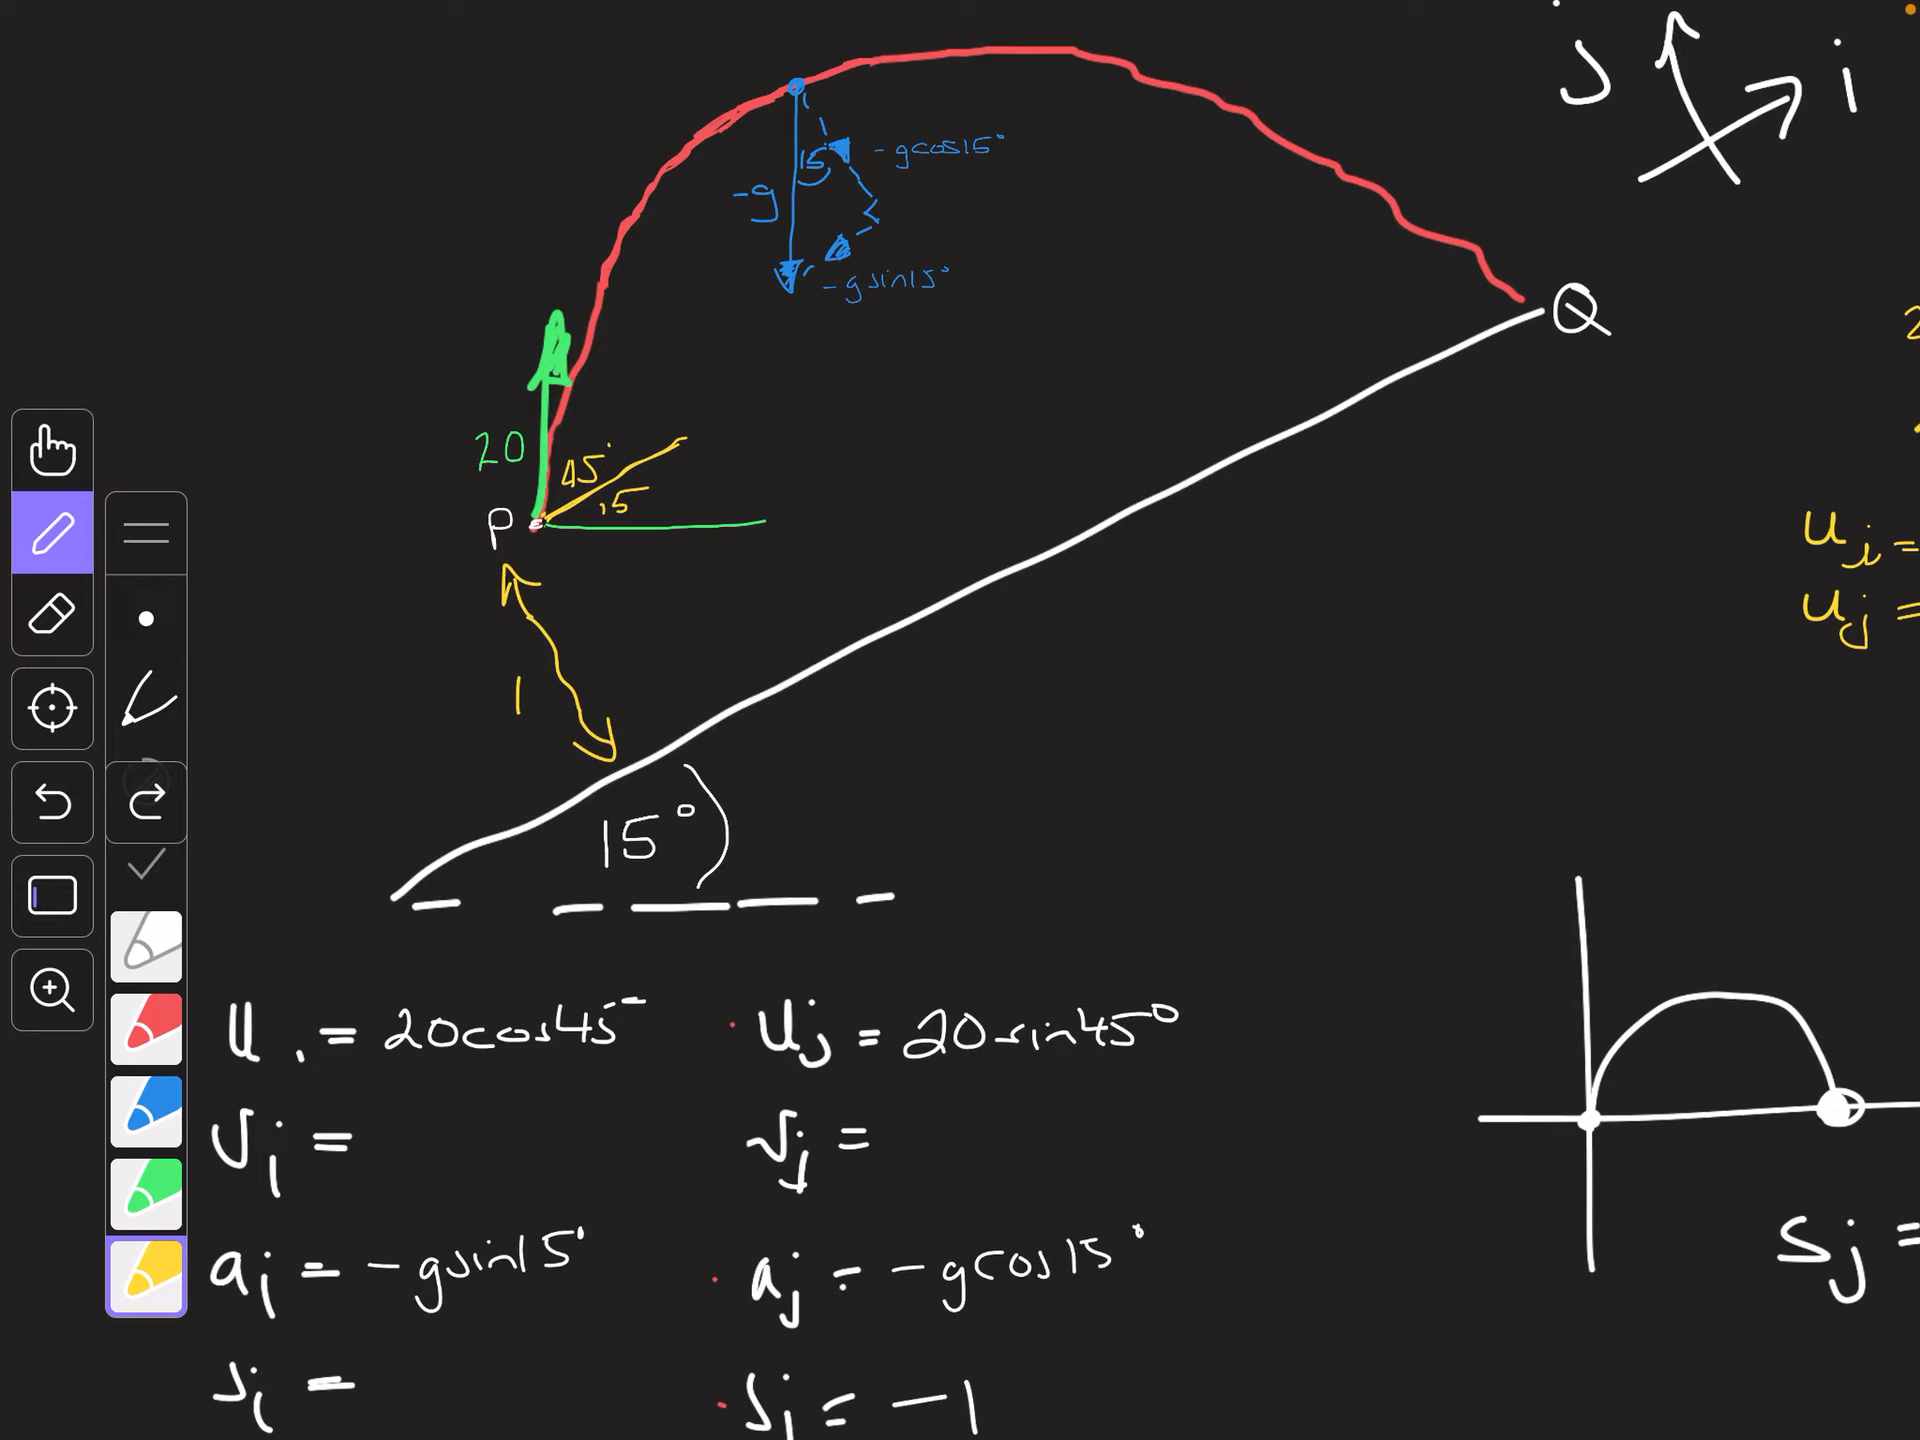 j i
-gcos15°
15
-g
-gsin15°
Q
20
45°
15
P
1
15°
u = 20cos45
uj = 20sin45°
vi =
vj =
ai = -gsin15°
aj = -gcos15°
si =
sj = -1
ui =
uj =
sj =